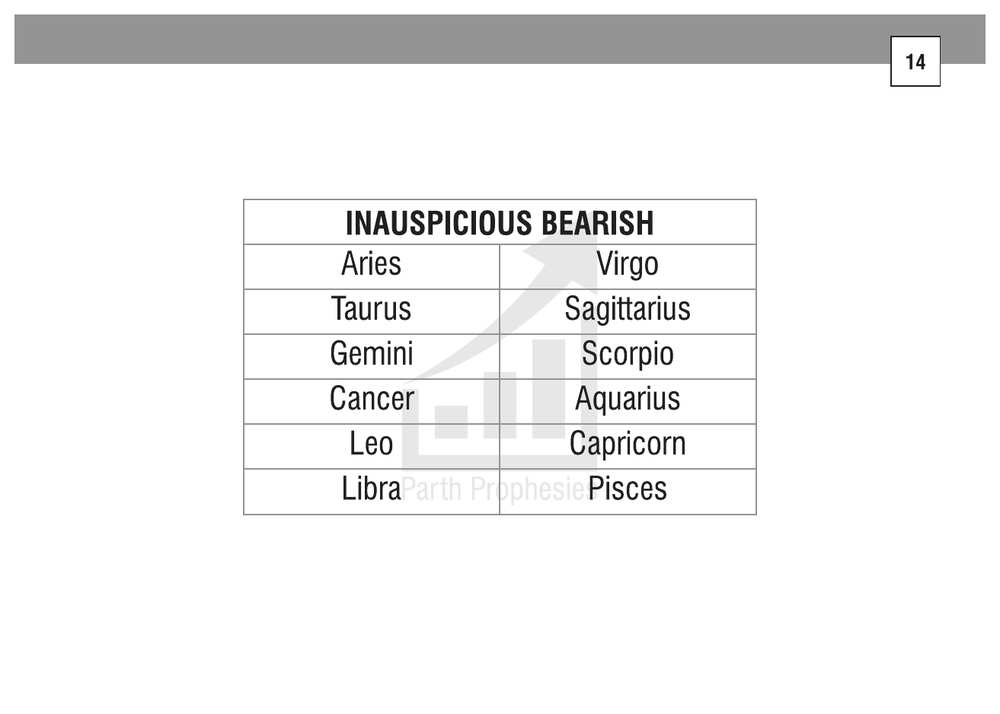 14
INAUSPICIOUS BEARISH
Aries Virgo
Taurus Sagittarius
Gemini Scorpio
Cancer Aquarius
Leo Capricorn
Libra Pisces
Parth Prophesies